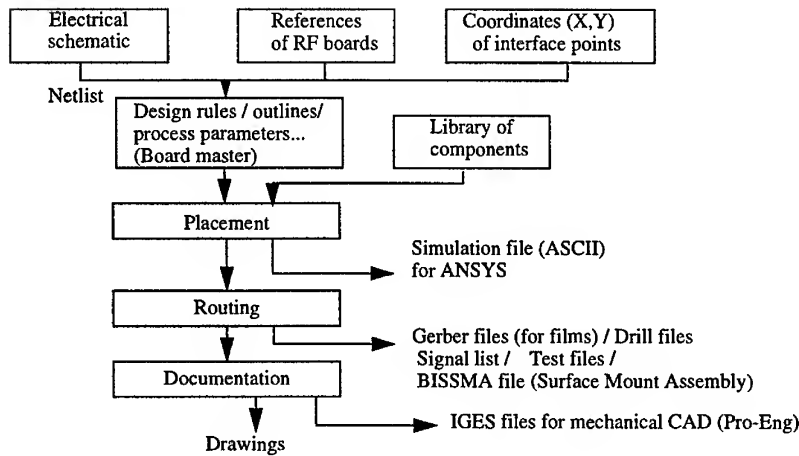 Electrical
schematic
References
of RF boards
Coordinates (X,Y)
of interface points
Netlist
Design rules / outlines/
process parameters...
(Board master)
Library of
components
Placement
Simulation file (ASCII)
for ANSYS
Routing
Gerber files (for films) / Drill files
Signal list / Test files /
BISSMA file (Surface Mount Assembly)
Documentation
IGES files for mechanical CAD (Pro-Eng)
Drawings